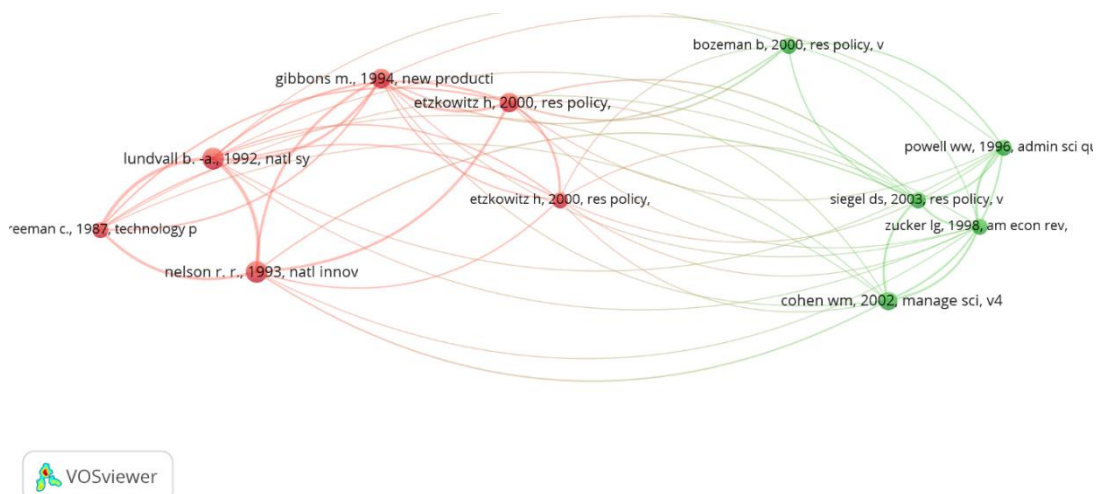 bozeman b, 2000, res policy, v
gibbons m., 1994, new producti
etzkowitz h, 2000, res policy,
powell ww, 1996, admin sci qu
lundvall b. -a., 1992, natl sy
etzkowitz h, 2000, res policy,
siegel ds, 2003, res policy, v
zucker lg, 1998, am econ rev,
reeman c., 1987, technology p
nelson r. r., 1993, natl innov
cohen wm, 2002, manage sci, v4
VOSviewer